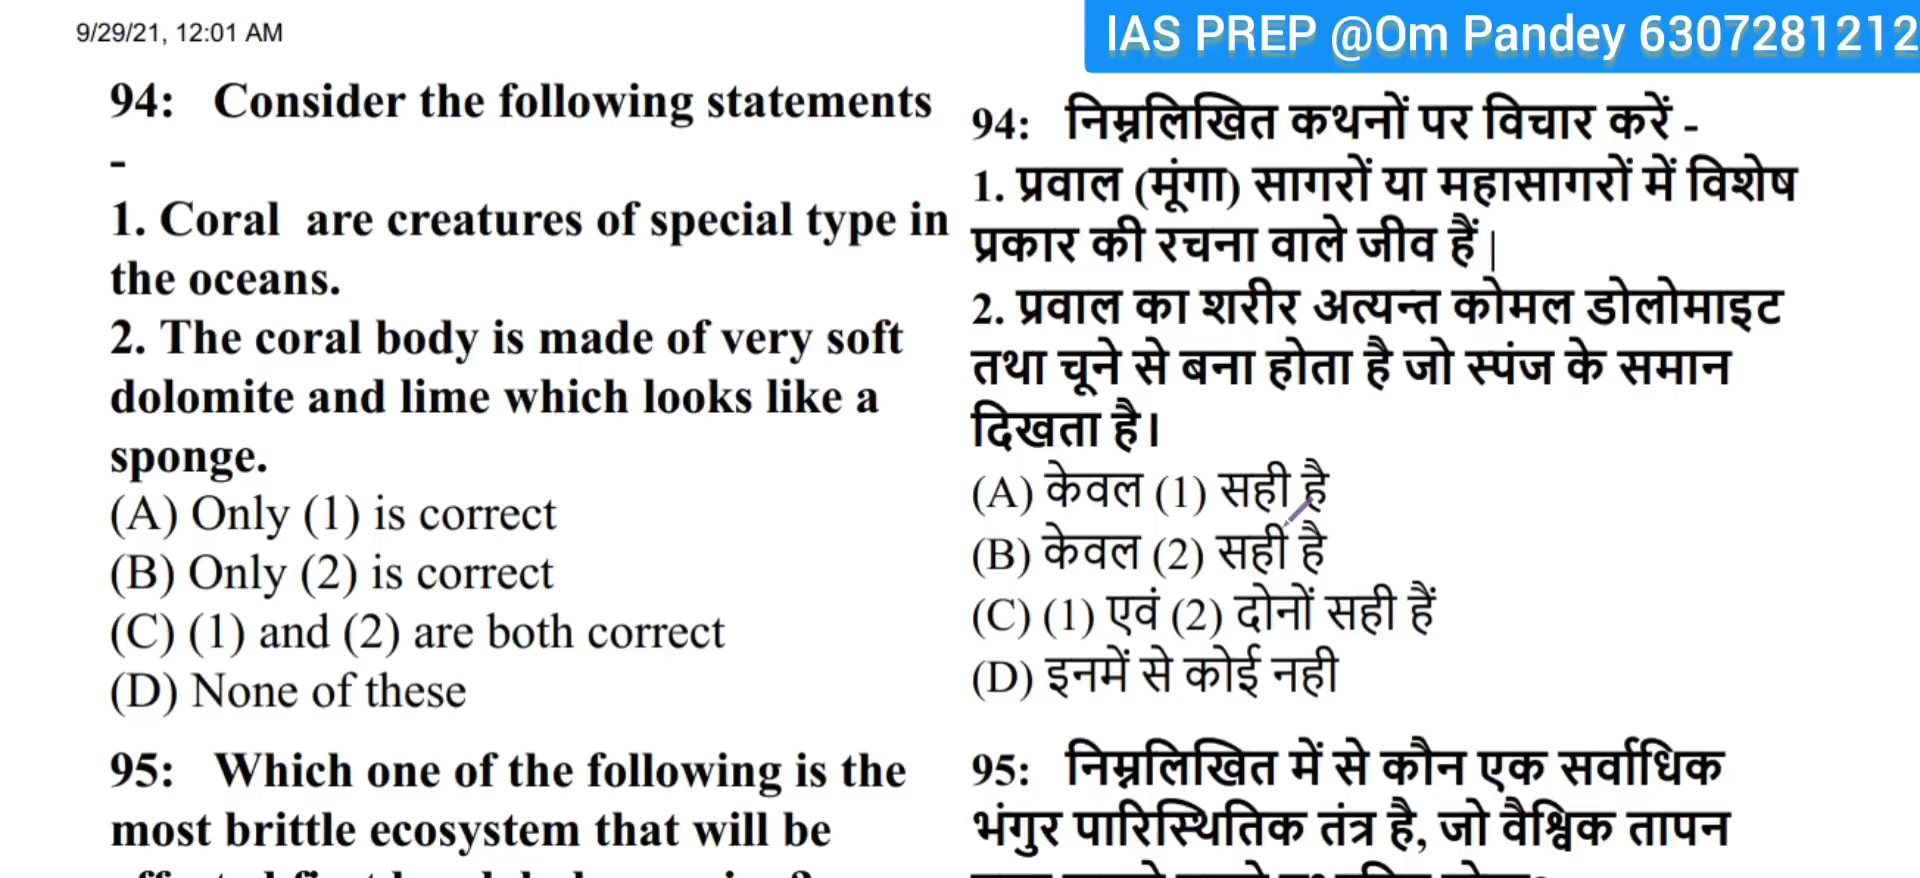 9/29/21, 12:01 AM
IAS PREP @Om Pandey 6307281212
94: Consider the following statements
-
1. Coral are creatures of special type in
the oceans.
2. The coral body is made of very soft
dolomite and lime which looks like a
sponge.
(A) Only (1) is correct
(B) Only (2) is correct
(C) (1) and (2) are both correct
(D) None of these
95: Which one of the following is the
most brittle ecosystem that will be
94: निम्नलिखित कथनों पर विचार करें -
1. प्रवाल (मूंगा) सागरों या महासागरों में विशेष
प्रकार की रचना वाले जीव हैं|
2. प्रवाल का शरीर अत्यन्त कोमल डोलोमाइट
तथा चूने से बना होता है जो स्पंज के समान
दिखता है।
(A) केवल (1) सही है
(B) केवल (2) सही है
(C) (1) एवं (2) दोनों सही हैं
(D) इनमें से कोई नही
95: निम्नलिखित में से कौन एक सर्वाधिक
भंगुर पारिस्थितिक तंत्र है, जो वैश्विक तापन